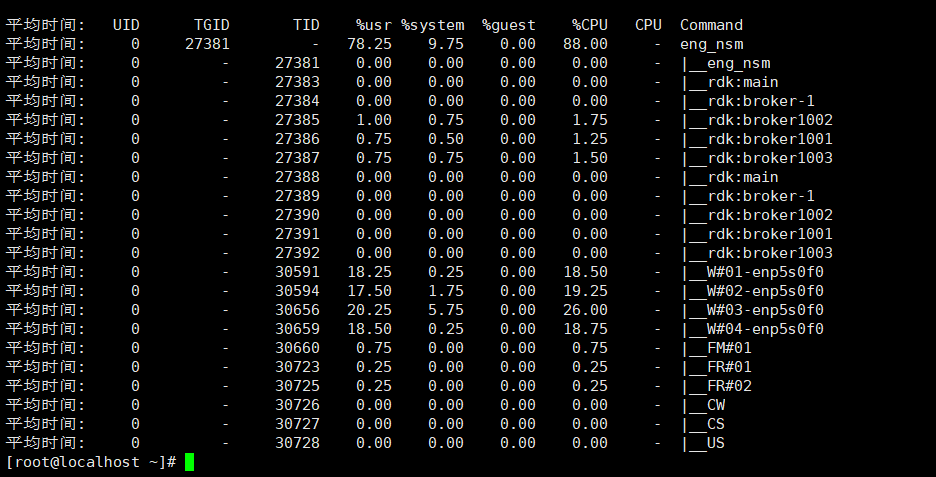 平均时间:   UID      TGID       TID    %usr %system  %guest    %CPU   CPU  Command
平均时间:     0     27381         -   78.25    9.75    0.00   88.00     -  eng_nsm
平均时间:     0         -     27381    0.00    0.00    0.00    0.00     -  |__eng_nsm
平均时间:     0         -     27383    0.00    0.00    0.00    0.00     -  |__rdk:main
平均时间:     0         -     27384    0.00    0.00    0.00    0.00     -  |__rdk:broker-1
平均时间:     0         -     27385    1.00    0.75    0.00    1.75     -  |__rdk:broker1002
平均时间:     0         -     27386    0.75    0.50    0.00    1.25     -  |__rdk:broker1001
平均时间:     0         -     27387    0.75    0.75    0.00    1.50     -  |__rdk:broker1003
平均时间:     0         -     27388    0.00    0.00    0.00    0.00     -  |__rdk:main
平均时间:     0         -     27389    0.00    0.00    0.00    0.00     -  |__rdk:broker-1
平均时间:     0         -     27390    0.00    0.00    0.00    0.00     -  |__rdk:broker1002
平均时间:     0         -     27391    0.00    0.00    0.00    0.00     -  |__rdk:broker1001
平均时间:     0         -     27392    0.00    0.00    0.00    0.00     -  |__rdk:broker1003
平均时间:     0         -     30591   18.25    0.25    0.00   18.50     -  |__W#01-enp5s0f0
平均时间:     0         -     30594   17.50    1.75    0.00   19.25     -  |__W#02-enp5s0f0
平均时间:     0         -     30656   20.25    5.75    0.00   26.00     -  |__W#03-enp5s0f0
平均时间:     0         -     30659   18.50    0.25    0.00   18.75     -  |__W#04-enp5s0f0
平均时间:     0         -     30660    0.75    0.00    0.00    0.75     -  |__FM#01
平均时间:     0         -     30723    0.25    0.00    0.00    0.25     -  |__FR#01
平均时间:     0         -     30725    0.25    0.00    0.00    0.25     -  |__FR#02
平均时间:     0         -     30726    0.00    0.00    0.00    0.00     -  |__CW
平均时间:     0         -     30727    0.00    0.00    0.00    0.00     -  |__CS
平均时间:     0         -     30728    0.00    0.00    0.00    0.00     -  |__US
[root@localhost ~]#